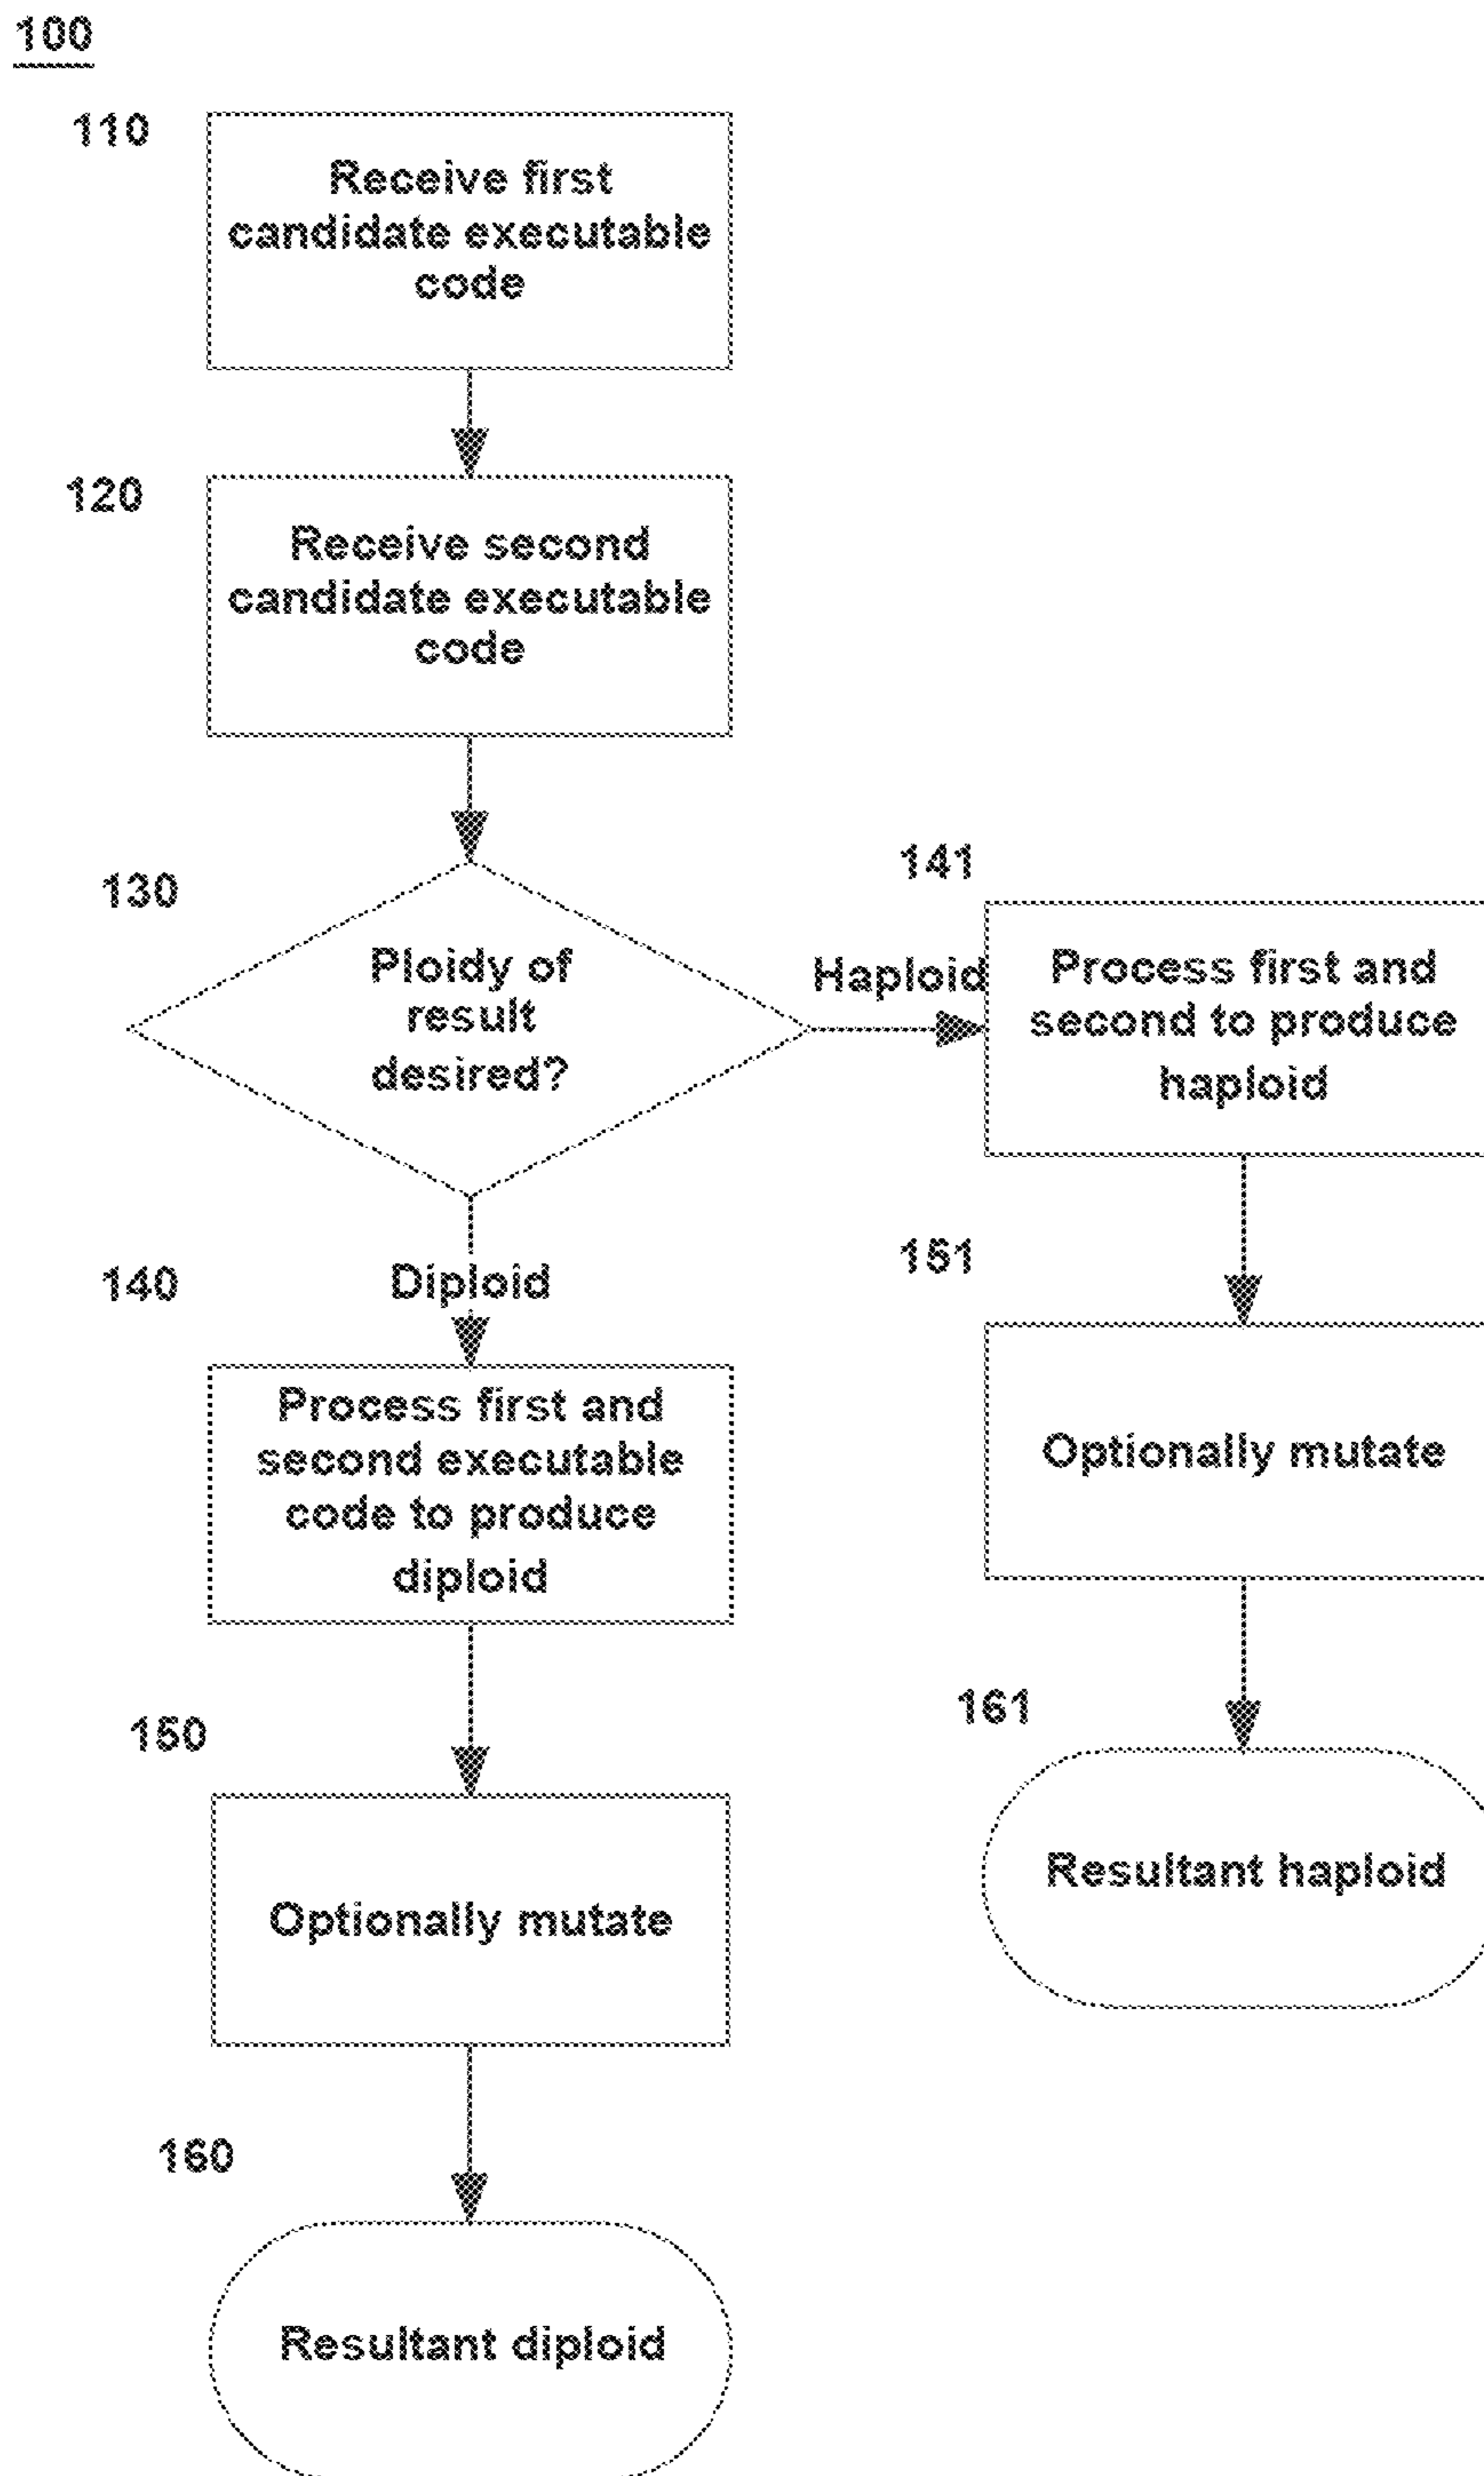 100
110
Receive first
candidate executable
code
120
Receive second
candidate executable
code
130
Ploidy of
result
desired?
Haploid
141
Process first and
second to produce
haploid
140
Diploid
Process first and
second executable
code to produce
diploid
151
Optionally mutate
150
Optionally mutate
161
Resultant haploid
160
Resultant diploid